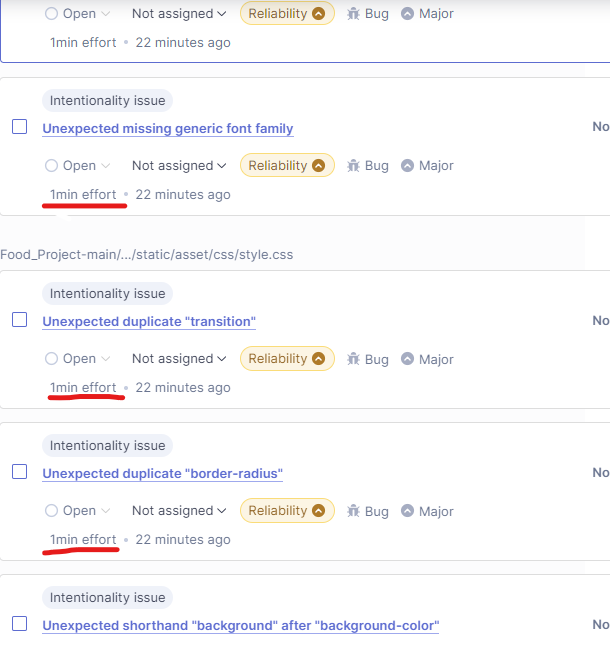 Open Not assigned Reliability Bug Major
1min effort • 22 minutes ago
Intentionality issue
Unexpected missing generic font family No
Open Not assigned Reliability Bug Major
1min effort • 22 minutes ago
Food_Project-main/.../static/asset/css/style.css
Intentionality issue
Unexpected duplicate "transition" No
Open Not assigned Reliability Bug Major
1min effort • 22 minutes ago
Intentionality issue
Unexpected duplicate "border-radius" No
Open Not assigned Reliability Bug Major
1min effort • 22 minutes ago
Intentionality issue
Unexpected shorthand "background" after "background-color" No